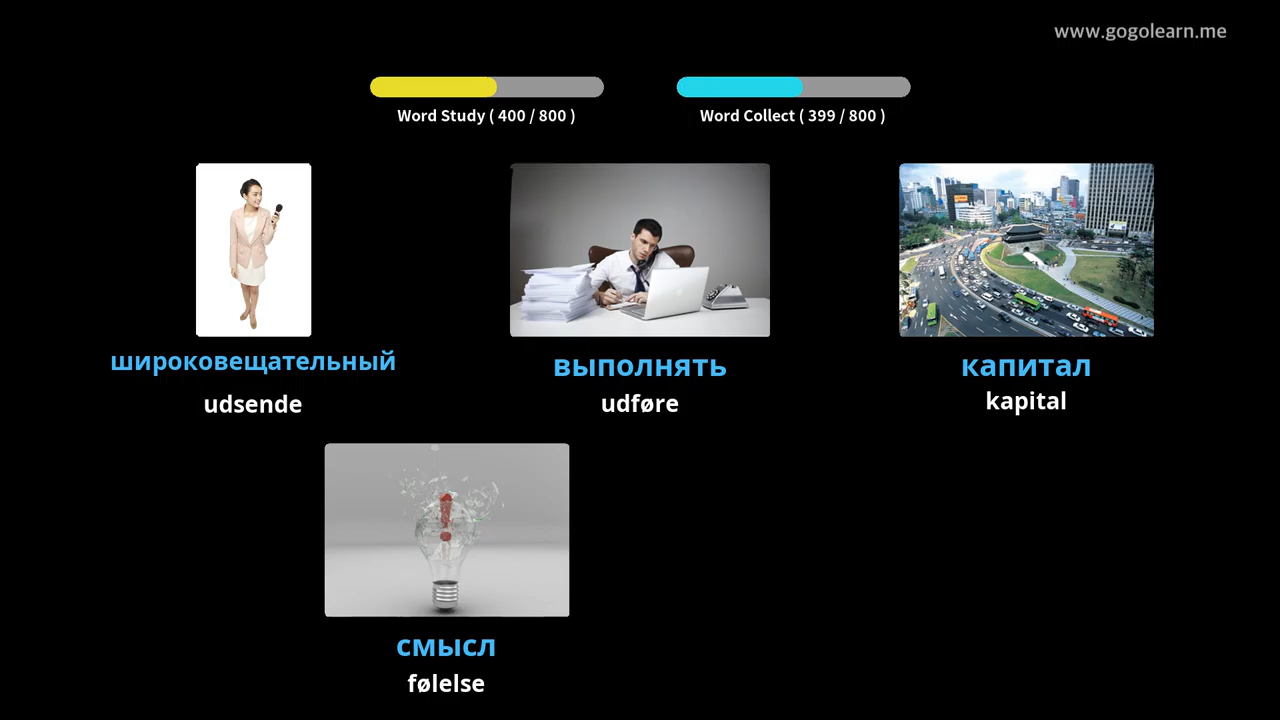 www.gogolearn.me
Word Study ( 400 / 800 )
Word Collect ( 399 / 800 )
широковещательный
udsende
выполнять
udføre
капитал
kapital
смысл
følelse